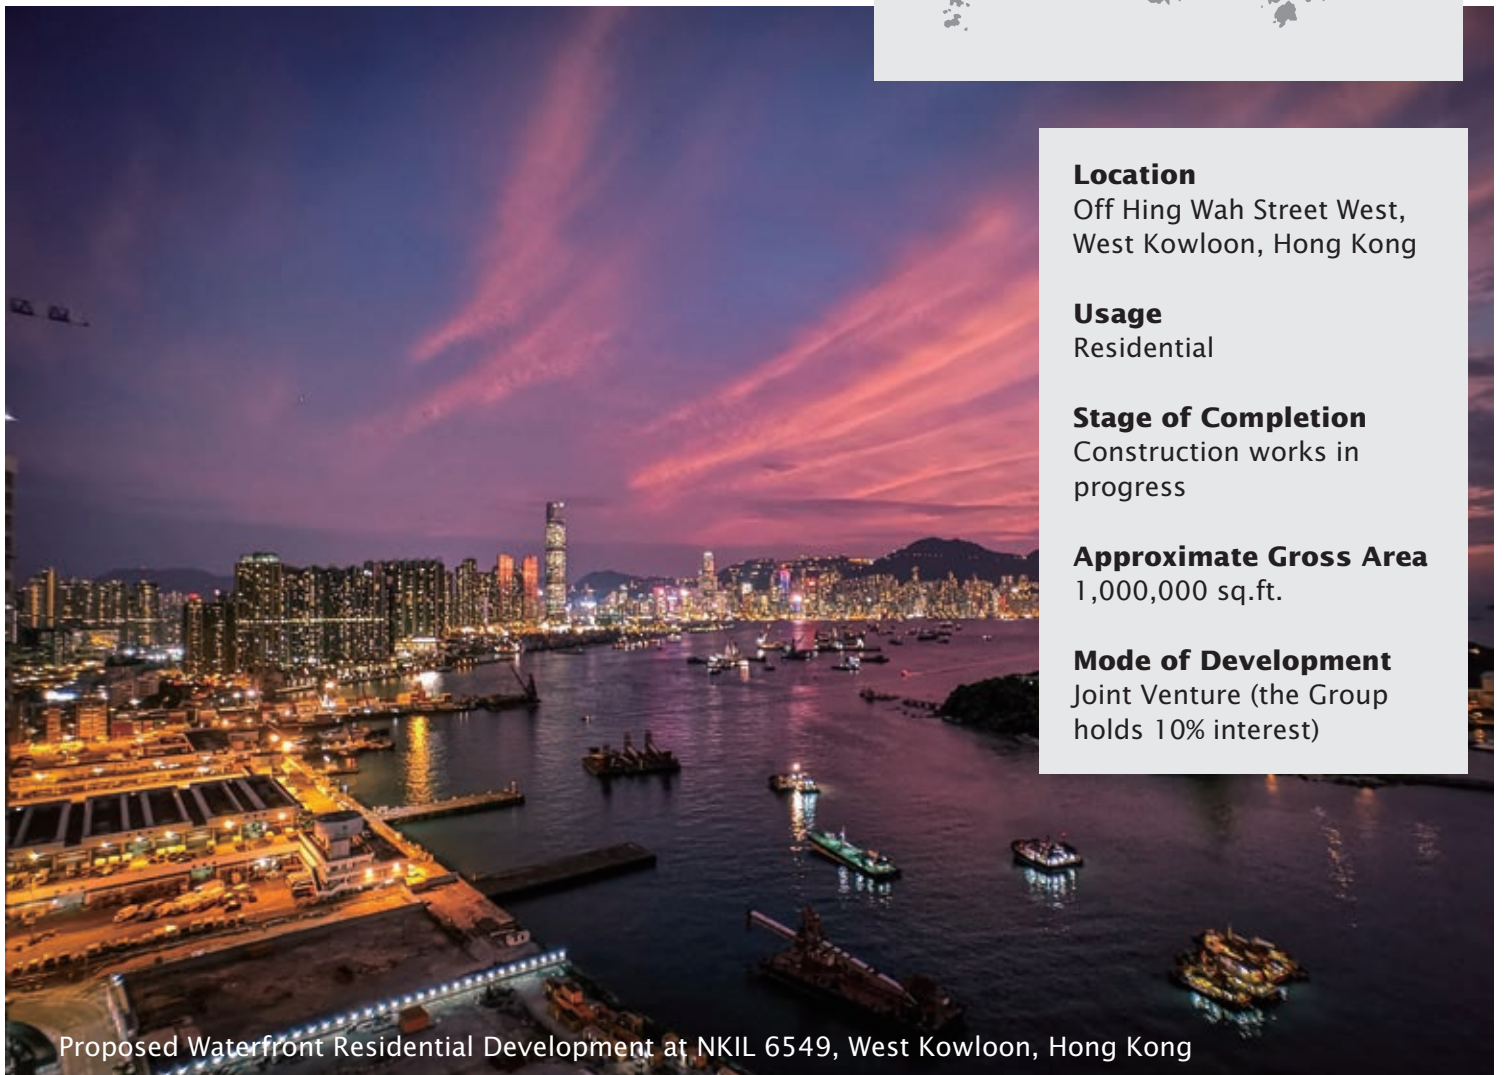 Location
Off Hing Wah Street West,
West Kowloon, Hong Kong
Usage
Residential
Stage of Completion
Construction works in
progress
Approximate Gross Area
1,000,000 sq.ft.
Mode of Development
Joint Venture (the Group
holds 10% interest)
Proposed Waterfront Residential Development at NKIL 6549, West Kowloon, Hong Kong